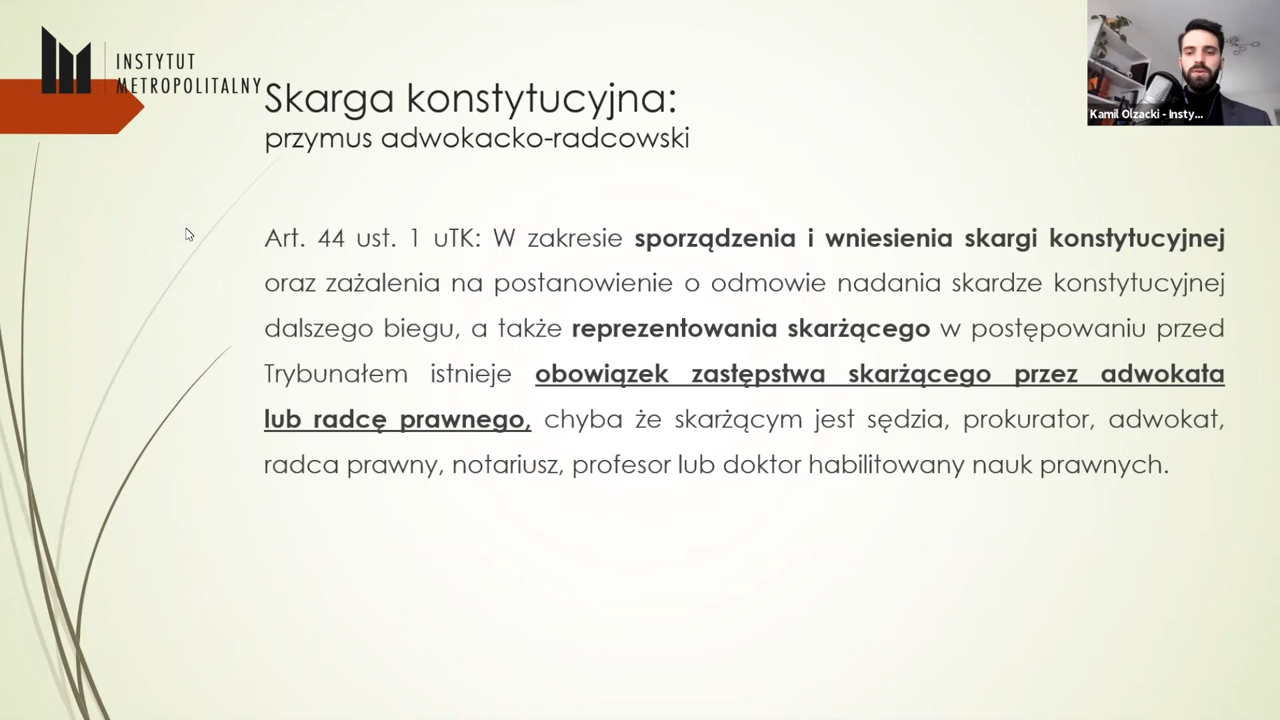 INSTYTUT
METROPOLITALNY
Skarga konstytucyjna:
przymus adwokacko-radcowski
Kamil Olzacki - Insty...
Art. 44 ust. 1 uTK: W zakresie sporządzenia i wniesienia skargi konstytucyjnej
oraz zażalenia na postanowienie o odmowie nadania skardze konstytucyjnej
dalszego biegu, a także reprezentowania skarżącego w postępowaniu przed
Trybunałem istnieje obowiązek zastępstwa skarżącego przez adwokata
lub radcę prawnego, chyba że skarżącym jest sędzia, prokurator, adwokat,
radca prawny, notariusz, profesor lub doktor habilitowany nauk prawnych.